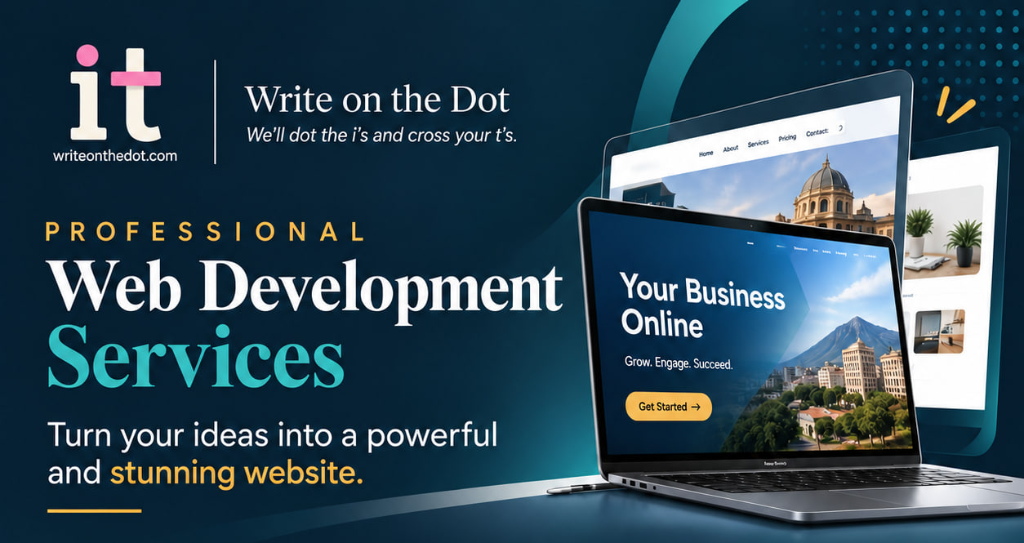 it
writeonthedot.com
Write on the Dot
We'll dot the i's and cross your t's.
PROFESSIONAL
Web Development
Services
Turn your ideas into a powerful
and stunning website.
Home About Services Pricing Contact:
Your Business
Online
Grow. Engage. Succeed.
Get Started →